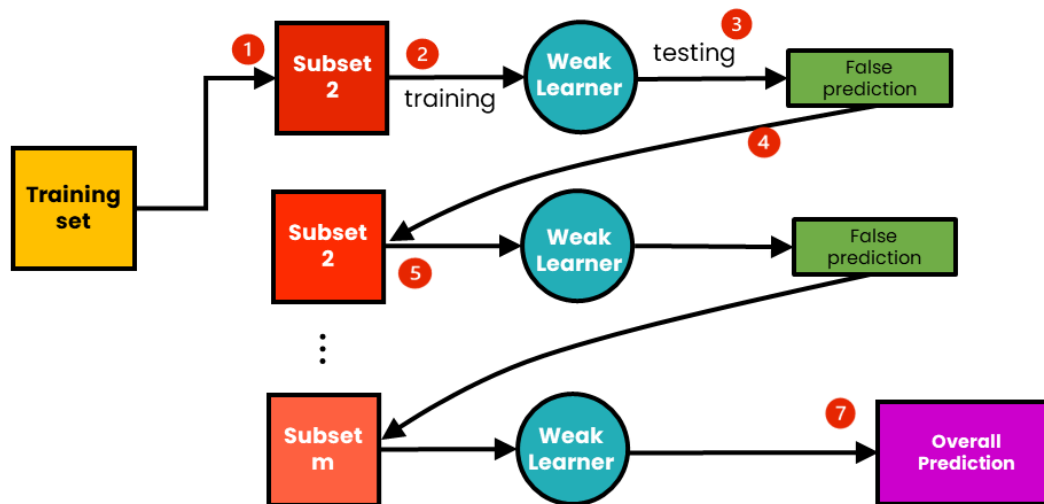 1
Subset
2
2
training
Weak
Learner
3
testing
False
prediction
4
Training
set
Subset
2
5
Weak
Learner
False
prediction
⋮
Subset
m
Weak
Learner
7
Overall
Prediction